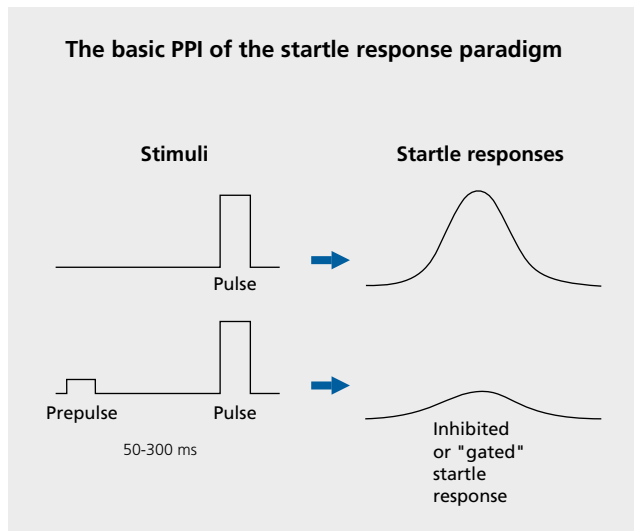 The basic PPI of the startle response paradigm
Stimuli
Startle responses
Pulse
Prepulse
Pulse
50-300 ms
Inhibited
or "gated"
startle
response